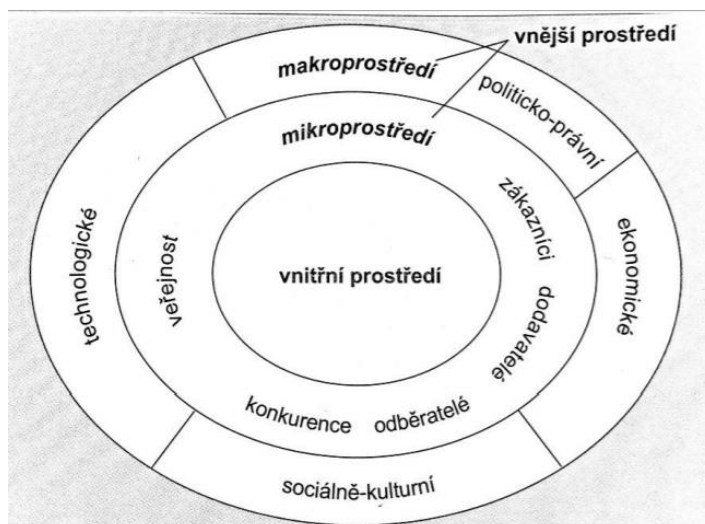 vnější prostředí
makroprostředí
politicko-právní
mikroprostředí
zákazníci
technologické
veřejnost
vnitřní prostředí
ekonomické
dodavatelé
konkurence
odběratelé
sociálně-kulturní